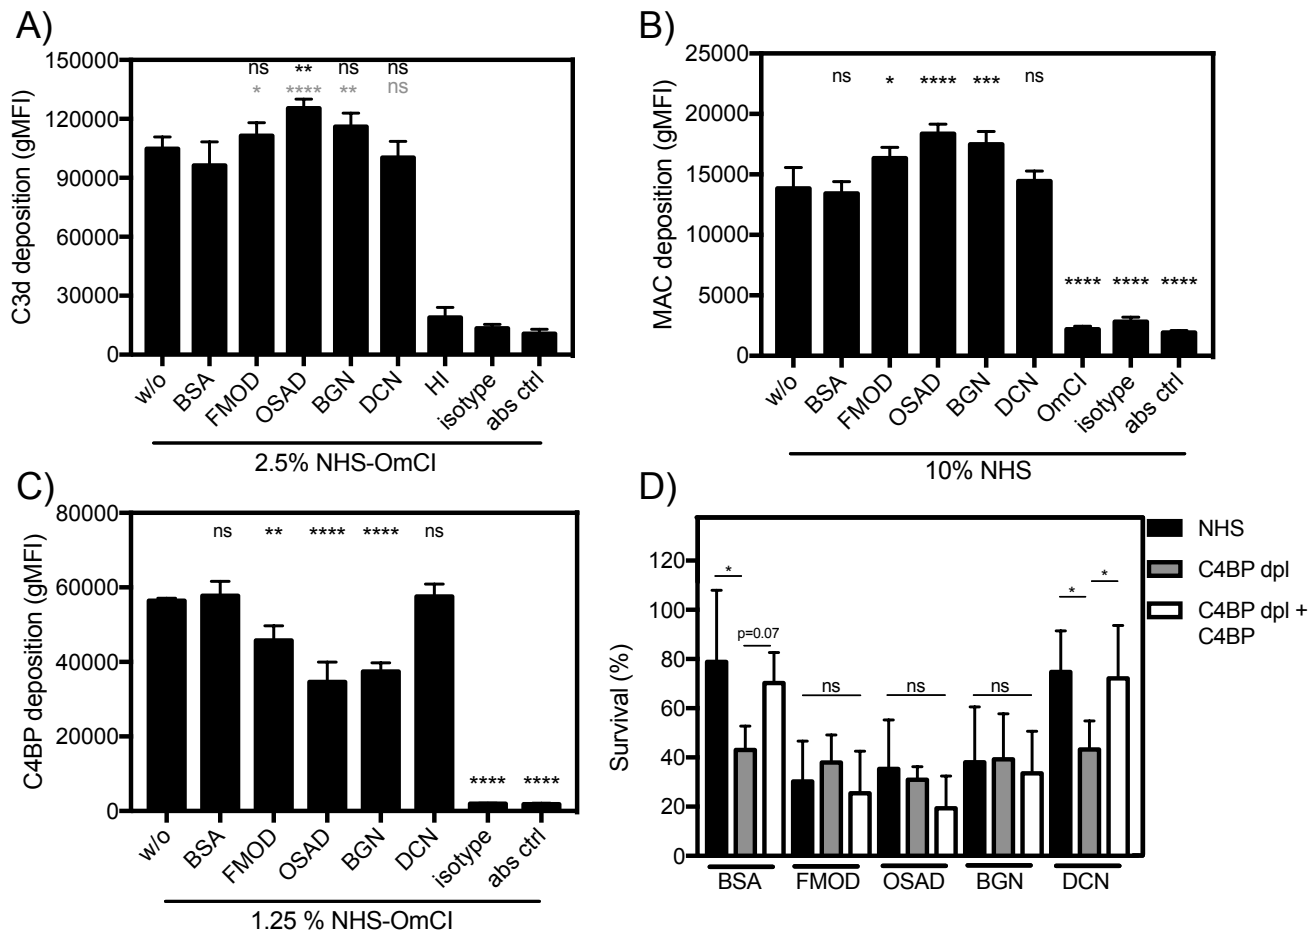 A)
C3d deposition (gMFI)
150000
120000
90000
60000
30000
0
ns ** ns ns
* **** ** ns
w/o BSA FMOD OSAD BGN DCN HI isotype abs ctrl
2.5% NHS-OmCI
B)
MAC deposition (gMFI)
25000
20000
15000
10000
5000
0
ns * **** *** ns
**** **** ****
w/o BSA FMOD OSAD BGN DCN OmCI isotype abs ctrl
10% NHS
C)
C4BP deposition (gMFI)
80000
60000
40000
20000
0
ns ** **** **** ns
**** ****
w/o BSA FMOD OSAD BGN DCN isotype abs ctrl
1.25 % NHS-OmCI
D)
Survival (%)
120
100
80
60
40
20
0
* * *
p=0.07
ns ns ns
BSA FMOD OSAD BGN DCN
NHS
C4BP dpl
C4BP dpl +
C4BP